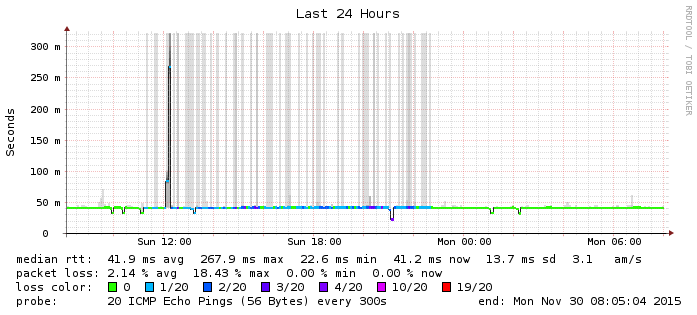 Last 24 Hours
RRDTOOL / TOBI OETIKER
Seconds
300 m
250 m
200 m
150 m
100 m
50 m
0
Sun 12:00 Sun 18:00 Mon 00:00 Mon 06:00
median rtt: 41.9 ms avg 267.9 ms max 22.6 ms min 41.2 ms now 13.7 ms sd 3.1 am/s
packet loss: 2.14 % avg 18.43 % max 0.00 % min 0.00 % now
loss color: 0 1/20 2/20 3/20 4/20 10/20 19/20
probe: 20 ICMP Echo Pings (56 Bytes) every 300s end: Mon Nov 30 08:05:04 2015